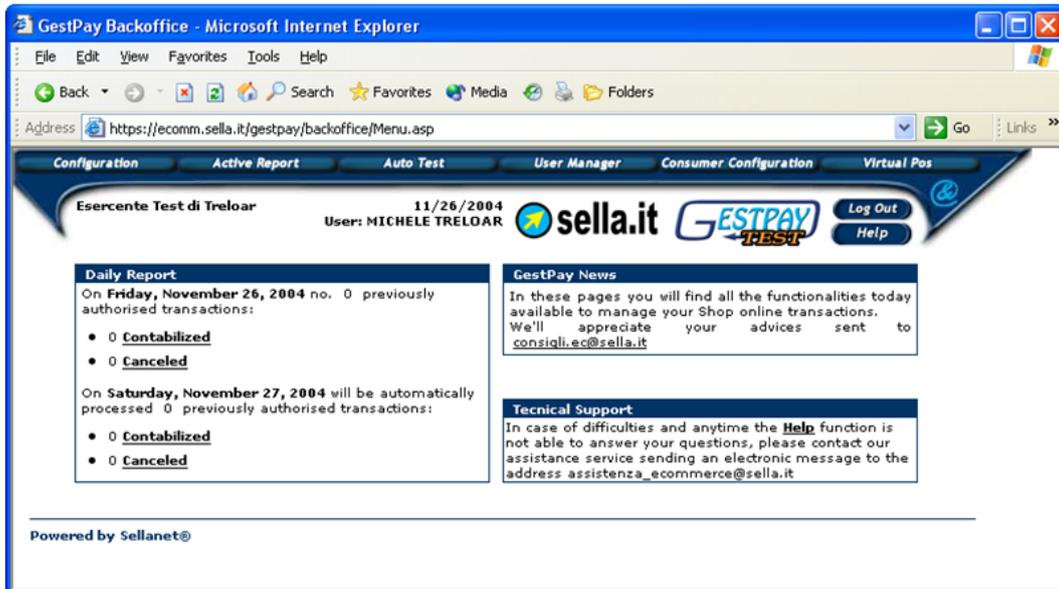 GestPay Backoffice - Microsoft Internet Explorer
File Edit View Favorites Tools Help
Back Search Favorites Media Folders
Address https://ecomm.sella.it/gestpay/backoffice/Menu.asp Go Links »
Configuration Active Report Auto Test User Manager Consumer Configuration Virtual Pos
Esercente Test di Treloar
11/26/2004
User: MICHELE TRELOAR
sella.it
GESTPAY
TEST
Log Out
Help
&
Daily Report
On Friday, November 26, 2004 no. 0 previously
authorised transactions:
• 0 Contabilized
• 0 Canceled
On Saturday, November 27, 2004 will be automatically
processed 0 previously authorised transactions:
• 0 Contabilized
• 0 Canceled
GestPay News
In these pages you will find all the functionalities today
available to manage your Shop online transactions.
We'll appreciate your advices sent to
consigli.ec@sella.it
Tecnical Support
In case of difficulties and anytime the Help function is
not able to answer your questions, please contact our
assistance service sending an electronic message to the
address assistenza_ecommerce@sella.it
Powered by Sellanet®